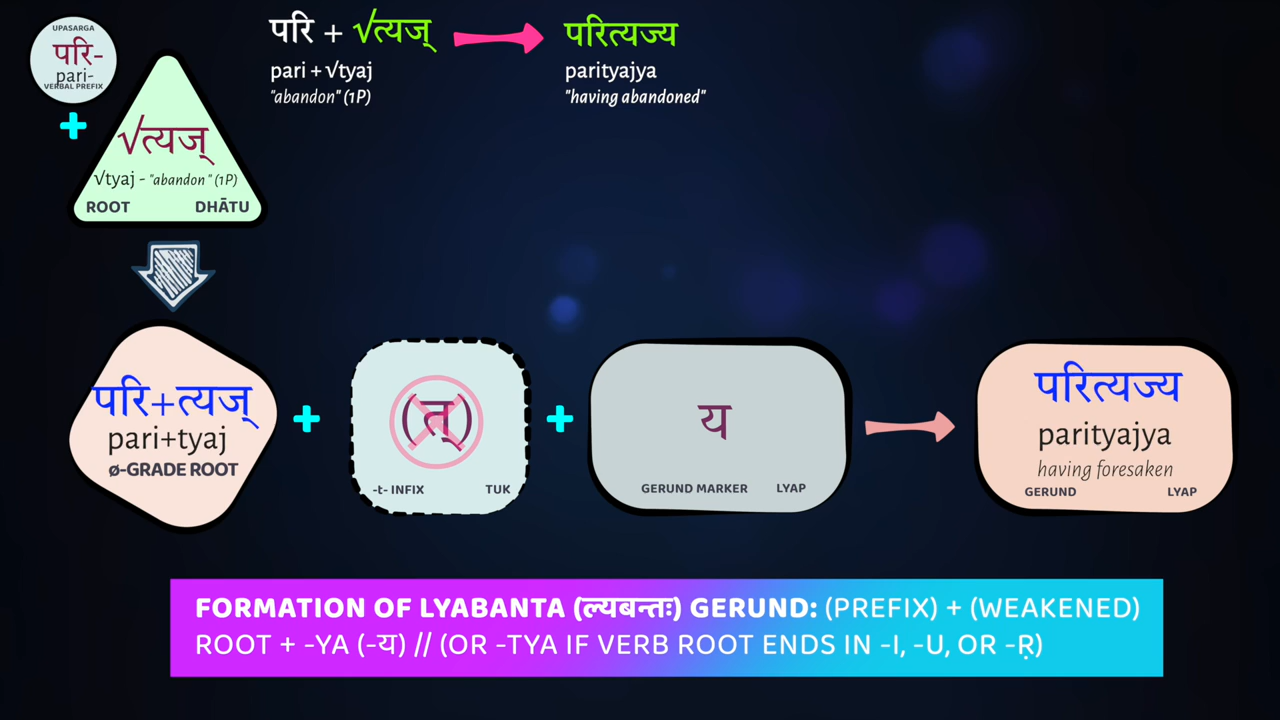 UPASARGA
परि-
pari-
VERBAL PREFIX
+
√त्यज्
√tyaj - "abandon" (1P)
ROOT DHĀTU
परि + √त्यज्
pari + √tyaj
"abandon" (1P)
परित्यज्य
parityajya
"having abandoned"
परि+त्यज्
pari+tyaj
ø-GRADE ROOT
+
(त्)
-t- INFIX TUK
+
य
GERUND MARKER LYAP
परित्यज्य
parityajya
having foresaken
GERUND LYAP
FORMATION OF LYABANTA (ल्यबन्तः) GERUND: (PREFIX) + (WEAKENED)
ROOT + -YA (-य) // (OR -TYA IF VERB ROOT ENDS IN -I, -U, OR -Ṛ)